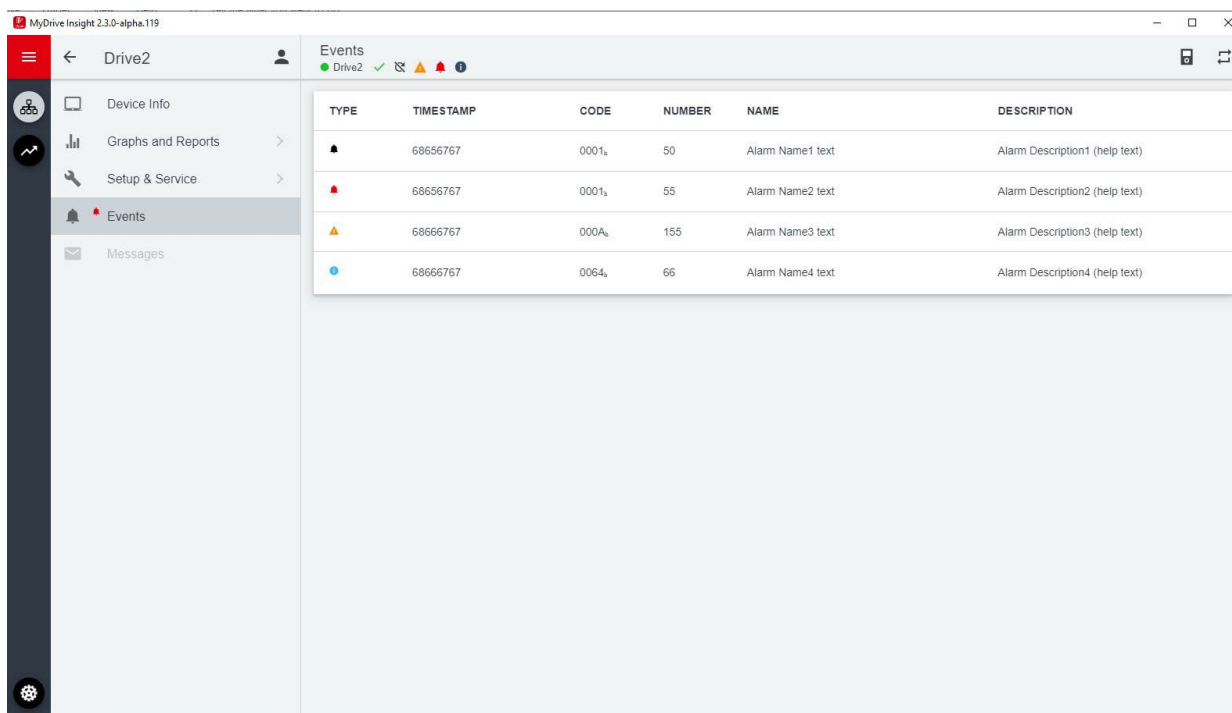 MyDrive Insight 2.3.0-alpha.119
Drive2
Events
Drive2
Device Info
Graphs and Reports
Setup & Service
Events
Messages
TYPE TIMESTAMP CODE NUMBER NAME DESCRIPTION
68656767 0001ₕ 50 Alarm Name1 text Alarm Description1 (help text)
68656767 0001ₕ 55 Alarm Name2 text Alarm Description2 (help text)
68666767 000Aₕ 155 Alarm Name3 text Alarm Description3 (help text)
68666767 0064ₕ 66 Alarm Name4 text Alarm Description4 (help text)